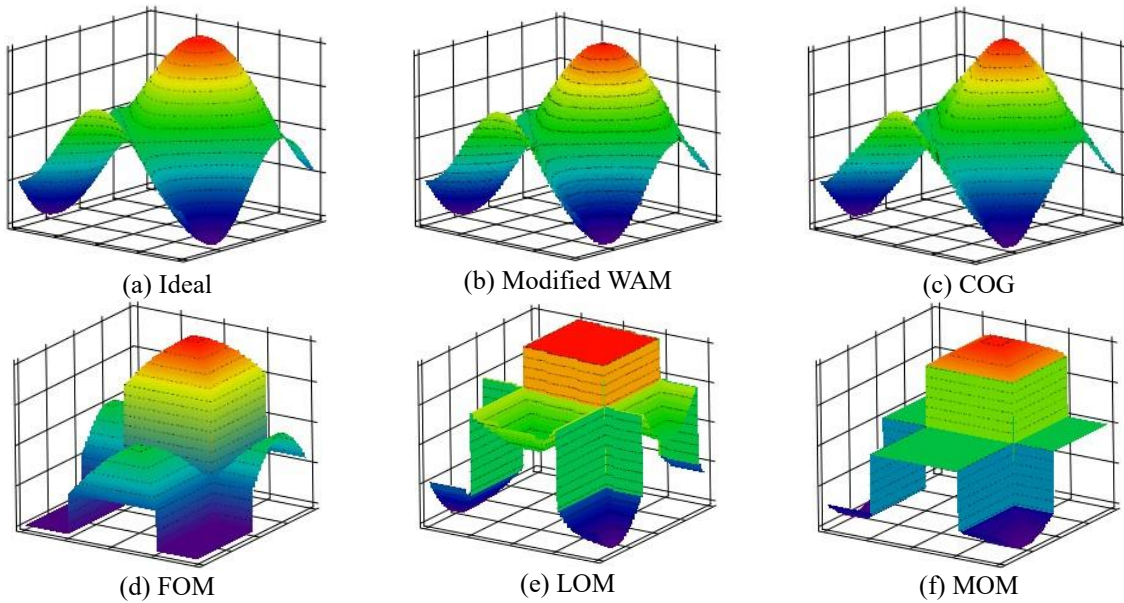 (a) Ideal
(b) Modified WAM
(c) COG
(d) FOM
(e) LOM
(f) MOM